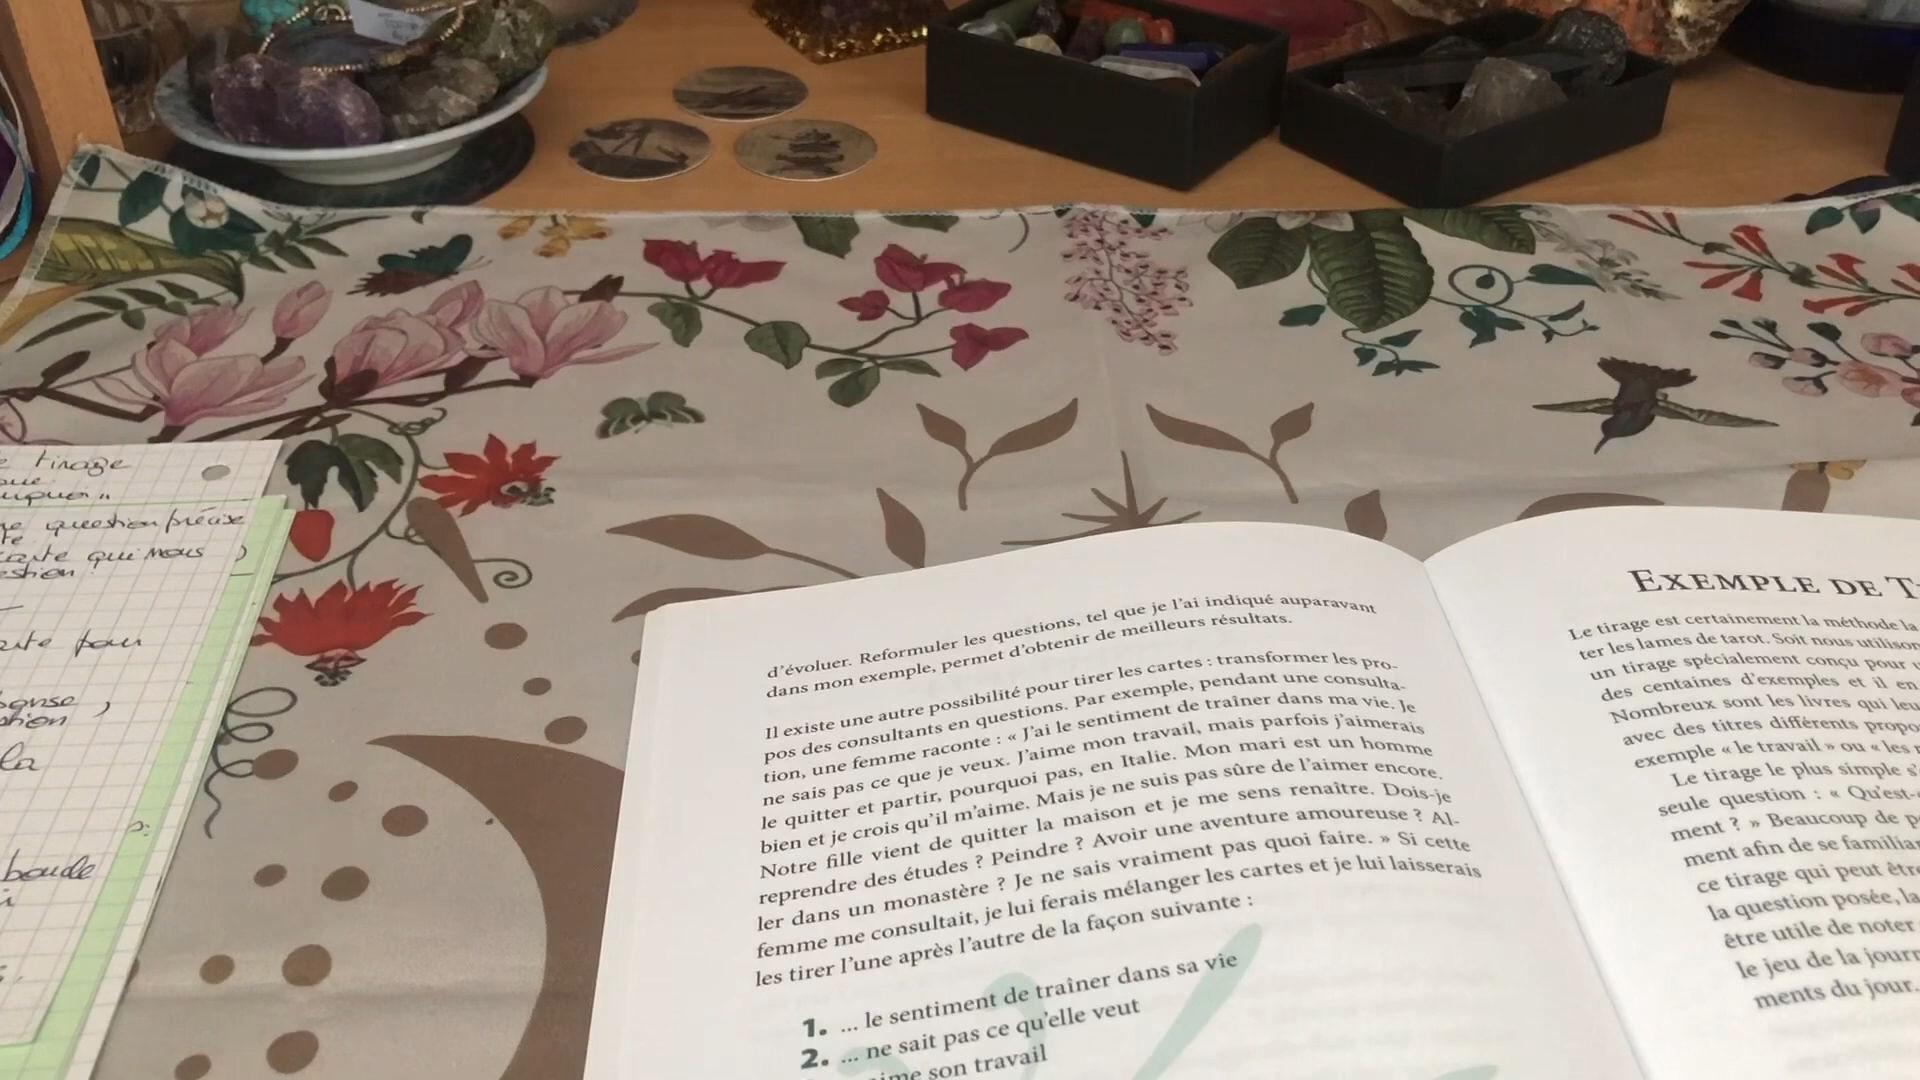 tirage
question précise
carte qui nous
pour
la
boude
d'évoluer. Reformuler les questions, tel que je l'ai indiqué auparavant
dans mon exemple, permet d'obtenir de meilleurs résultats.
Il existe une autre possibilité pour tirer les cartes : transformer les pro-
pos des consultants en questions. Par exemple, pendant une consulta-
tion, une femme raconte : « J'ai le sentiment de traîner dans ma vie. Je
ne sais pas ce que je veux. J'aime mon travail, mais parfois j'aimerais
le quitter et partir, pourquoi pas, en Italie. Mon mari est un homme
bien et je crois qu'il m'aime. Mais je ne suis pas sûre de l'aimer encore.
Notre fille vient de quitter la maison et je me sens renaître. Dois-je
reprendre des études ? Peindre ? Avoir une aventure amoureuse ? Al-
ler dans un monastère ? Je ne sais vraiment pas quoi faire. » Si cette
femme me consultait, je lui ferais mélanger les cartes et je lui laisserais
les tirer l'une après l'autre de la façon suivante :
1. ... le sentiment de traîner dans sa vie
2. ... ne sait pas ce qu'elle veut
aime son travail
EXEMPLE DE
Le tirage est certainement la méthode la
ter les lames de tarot. Soit nous utilison
un tirage spécialement conçu pour
des centaines d'exemples et il en
Nombreux sont les livres qui leu
avec des titres différents propo
exemple « le travail » ou « les
Le tirage le plus simple s'
seule question : « Qu'est-
ment ? » Beaucoup de p
ment afin de se familia
ce tirage qui peut être
la question posée, la
être utile de noter
le jeu de la jour
ments du jour.